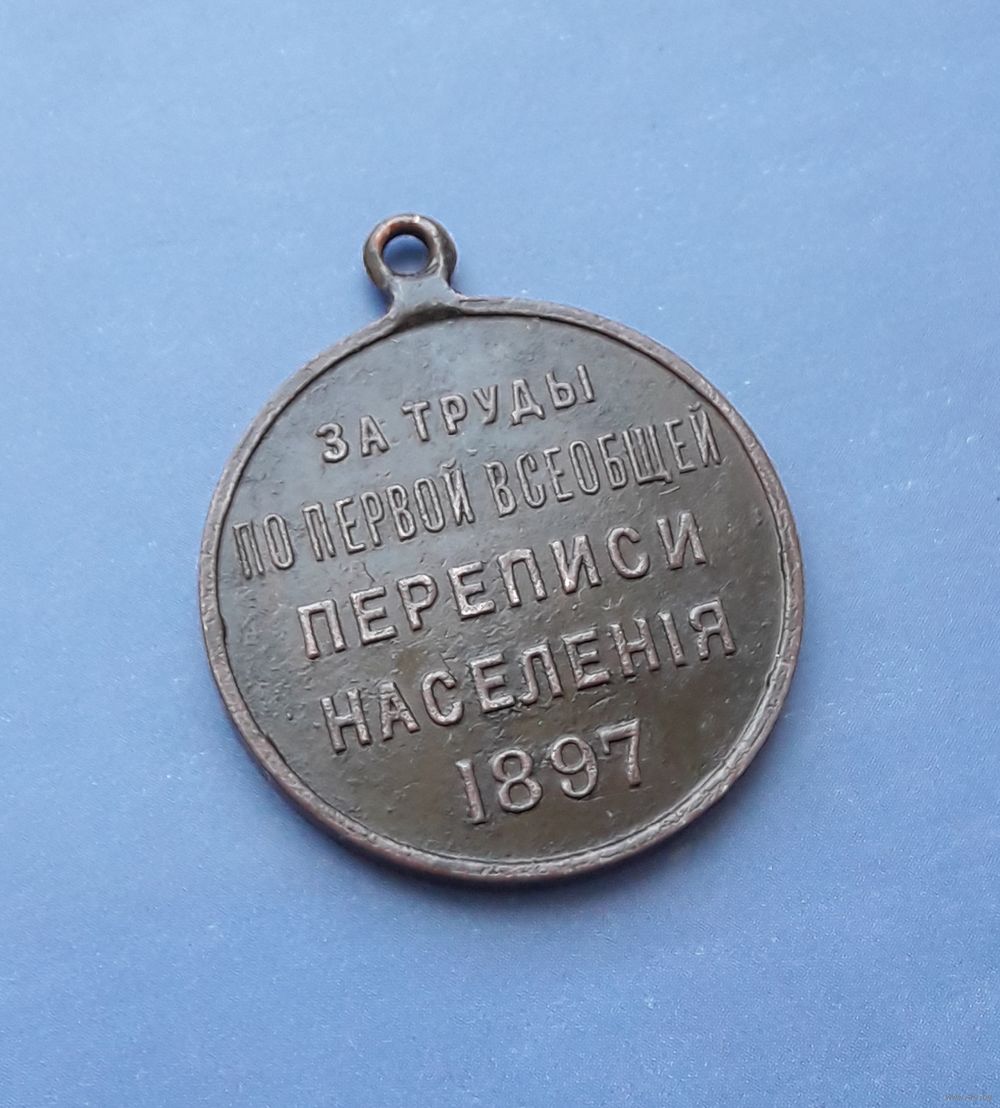 ЗА ТРУДЫ
ПО ПЕРВОЙ ВСЕОБЩЕЙ
ПЕРЕПИСИ
НАСЕЛЕНІЯ
1897